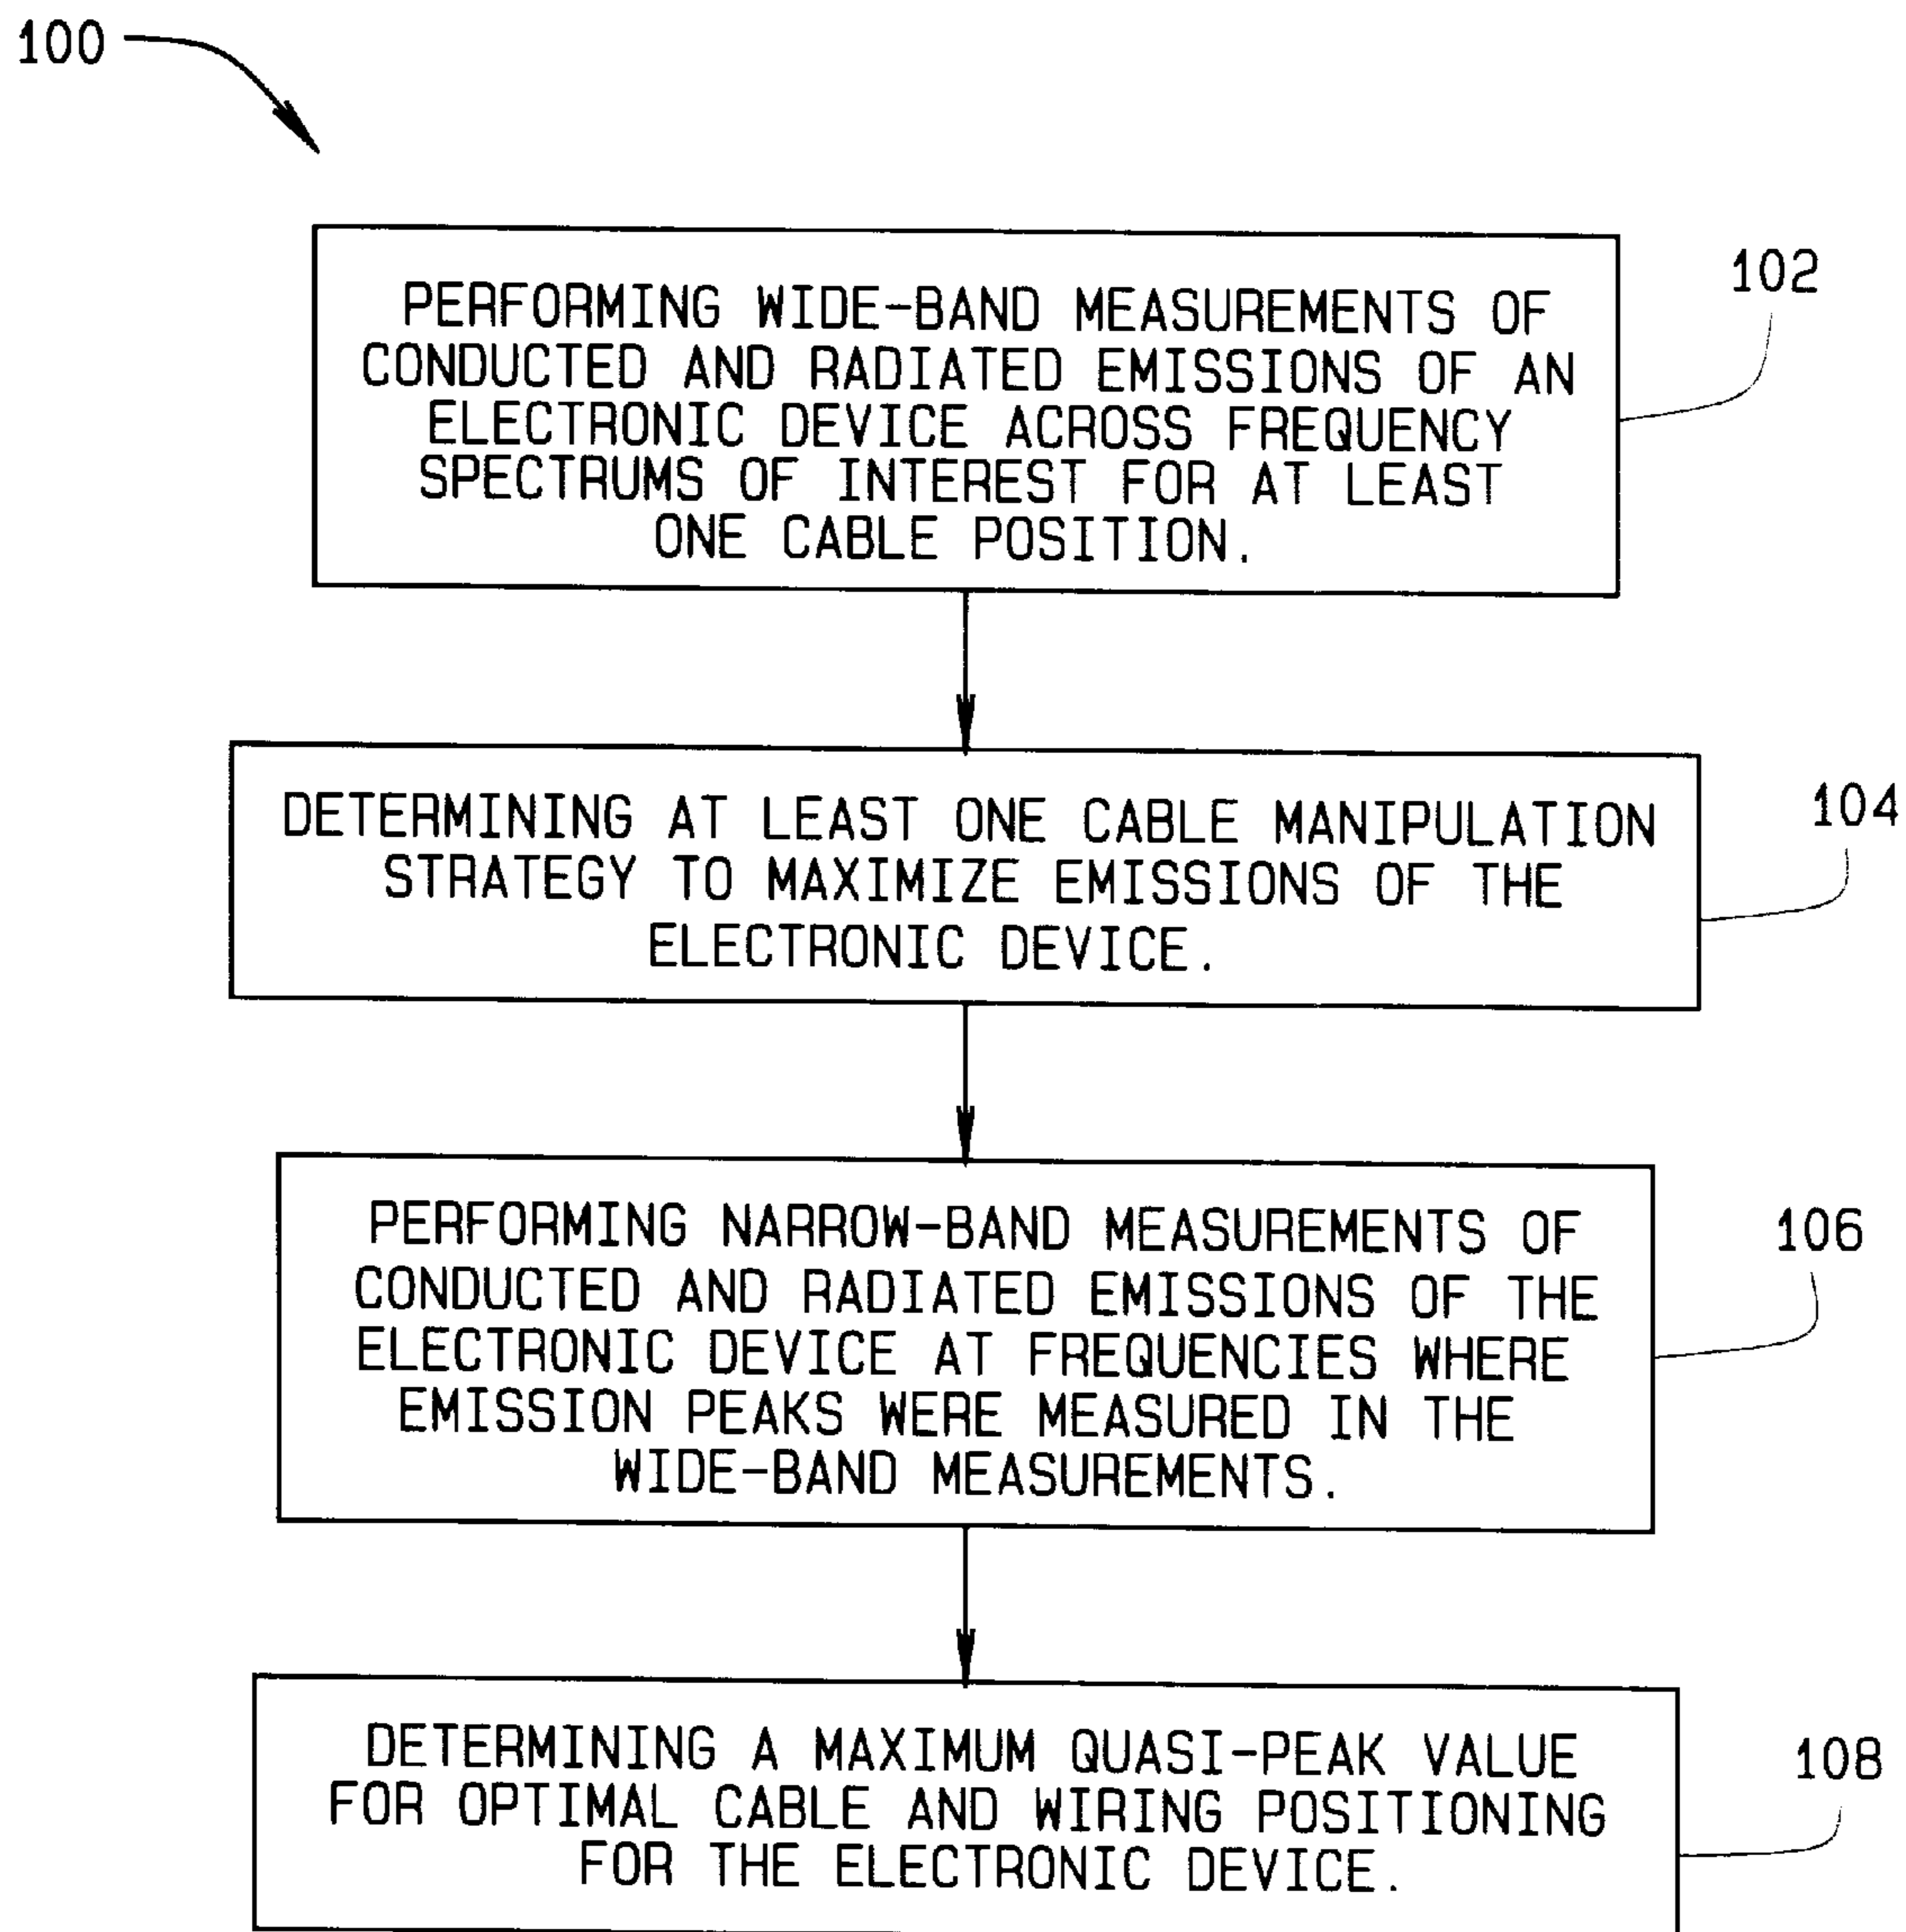 100
PERFORMING WIDE-BAND MEASUREMENTS OF
CONDUCTED AND RADIATED EMISSIONS OF AN
ELECTRONIC DEVICE ACROSS FREQUENCY
SPECTRUMS OF INTEREST FOR AT LEAST
ONE CABLE POSITION.
102
DETERMINING AT LEAST ONE CABLE MANIPULATION
STRATEGY TO MAXIMIZE EMISSIONS OF THE
ELECTRONIC DEVICE.
104
PERFORMING NARROW-BAND MEASUREMENTS OF
CONDUCTED AND RADIATED EMISSIONS OF THE
ELECTRONIC DEVICE AT FREQUENCIES WHERE
EMISSION PEAKS WERE MEASURED IN THE
WIDE-BAND MEASUREMENTS.
106
DETERMINING A MAXIMUM QUASI-PEAK VALUE
FOR OPTIMAL CABLE AND WIRING POSITIONING
FOR THE ELECTRONIC DEVICE.
108